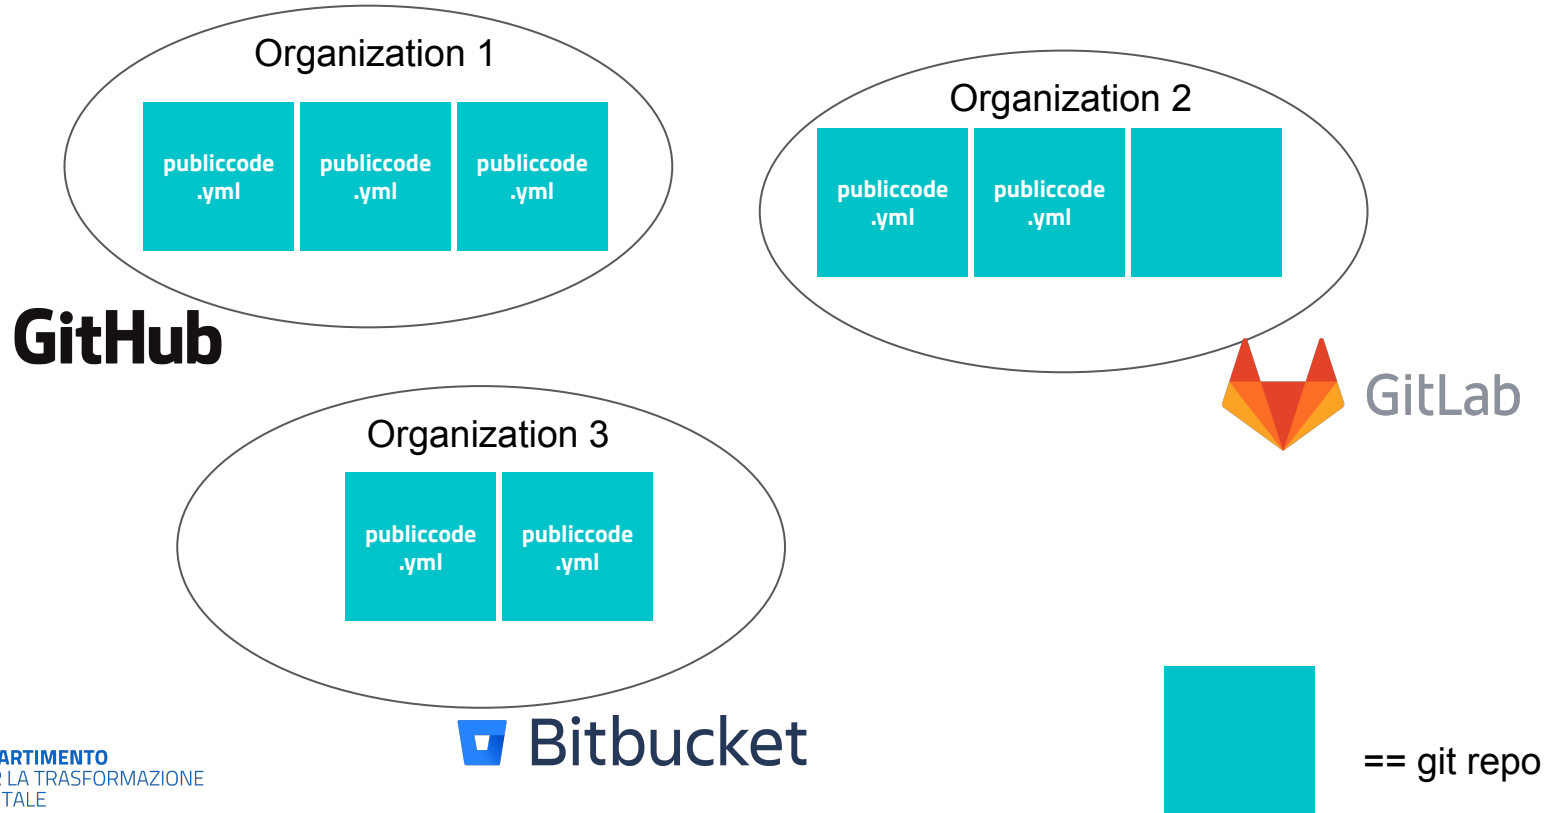 Organization 1
publiccode
.yml
publiccode
.yml
publiccode
.yml
GitHub
Organization 2
publiccode
.yml
publiccode
.yml
GitLab
Organization 3
publiccode
.yml
publiccode
.yml
Bitbucket
== git repo
ARTIMENTO
LA TRASFORMAZIONE
TALE